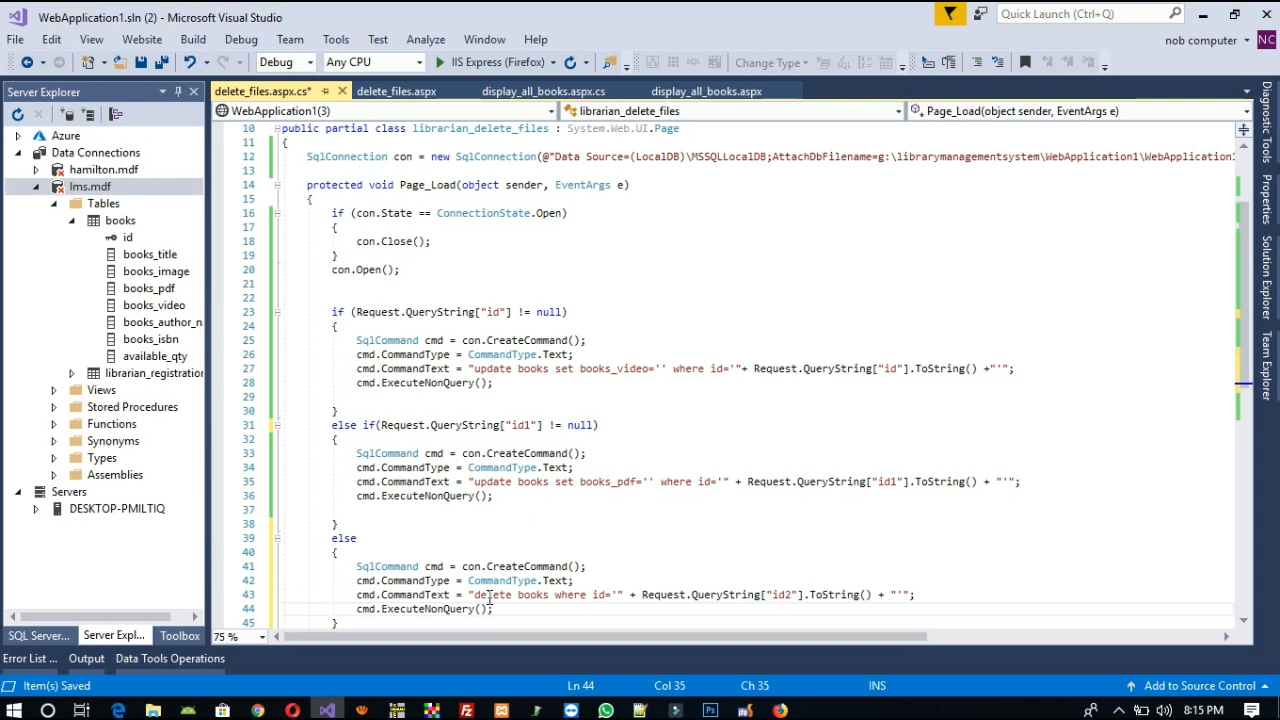 WebApplication1.sln (2) - Microsoft Visual Studio
Quick Launch (Ctrl+Q)
File Edit View Website Build Debug Team Tools Test Analyze Window Help
nob computer NC
Debug Any CPU IIS Express (Firefox) Change Type
Server Explorer
delete_files.aspx.cs* delete_files.aspx display_all_books.aspx.cs display_all_books.aspx
WebApplication1(3) librarian_delete_files Page_Load(object sender, EventArgs e)
Azure
Data Connections
hamilton.mdf
lms.mdf
Tables
books
id
books_title
books_image
books_pdf
books_video
books_author_n
books_isbn
available_qty
librarian_registration
Views
Stored Procedures
Functions
Synonyms
Types
Assemblies
Servers
DESKTOP-PMILTIQ
SQL Server... Server Expl... Toolbox
10 public partial class librarian_delete_files : System.Web.UI.Page
11 {
12 SqlConnection con = new SqlConnection(@"Data Source=(LocalDB)\MSSQLLocalDB;AttachDbFilename=g:\librarymanagementsystem\WebApplication1\WebApplication1
13
14 protected void Page_Load(object sender, EventArgs e)
15 {
16 if (con.State == ConnectionState.Open)
17 {
18 con.Close();
19 }
20 con.Open();
21
22
23 if (Request.QueryString["id"] != null)
24 {
25 SqlCommand cmd = con.CreateCommand();
26 cmd.CommandType = CommandType.Text;
27 cmd.CommandText = "update books set books_video='' where id='"+ Request.QueryString["id"].ToString() +"'";
28 cmd.ExecuteNonQuery();
29
30 }
31 else if(Request.QueryString["id1"] != null)
32 {
33 SqlCommand cmd = con.CreateCommand();
34 cmd.CommandType = CommandType.Text;
35 cmd.CommandText = "update books set books_pdf='' where id='" + Request.QueryString["id1"].ToString() + "'";
36 cmd.ExecuteNonQuery();
37
38 }
39 else
40 {
41 SqlCommand cmd = con.CreateCommand();
42 cmd.CommandType = CommandType.Text;
43 cmd.CommandText = "delete books where id='" + Request.QueryString["id2"].ToString() + "'";
44 cmd.ExecuteNonQuery();
45 }
75 %
Diagnostic Tools
Properties
Solution Explorer
Team Explorer
Error List ... Output Data Tools Operations
Item(s) Saved Ln 44 Col 35 Ch 35 INS Add to Source Control
8:15 PM